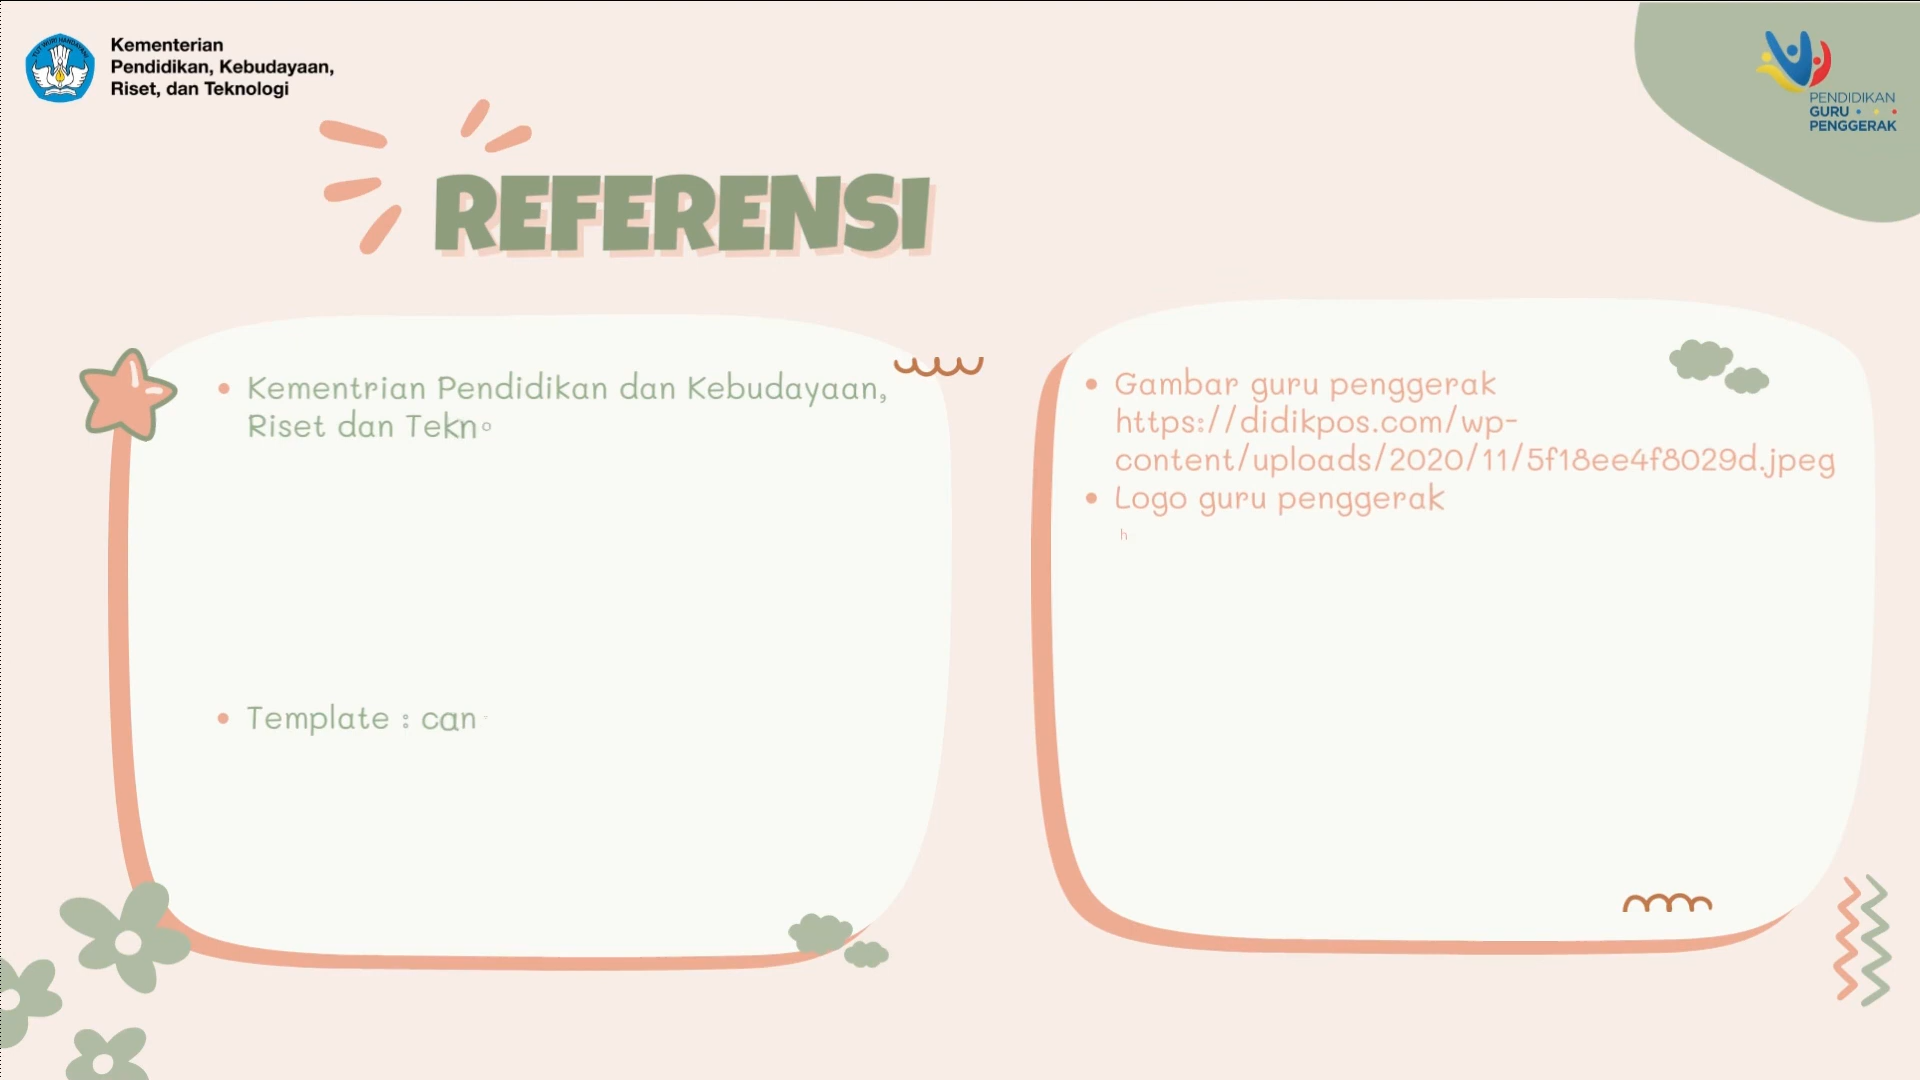 Kementerian
Pendidikan, Kebudayaan,
Riset, dan Teknologi
PENDIDIKAN
GURU
PENGGERAK
REFERENSI
Kementrian Pendidikan dan Kebudayaan,
Riset dan Tekno
Template : can
Gambar guru penggerak
https://didikpos.com/wp-
content/uploads/2020/11/5f18ee4f8029d.jpeg
Logo guru penggerak
h